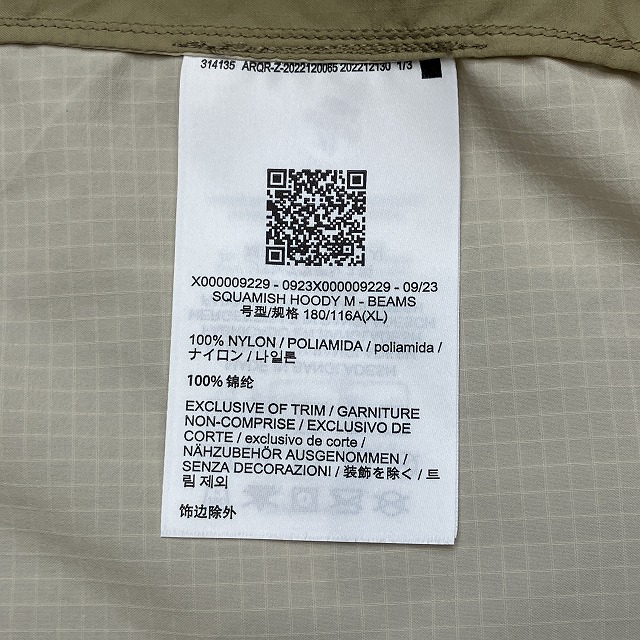 314135 ARQR-Z-2022120065 202212130 1/3
X000009229 - 0923X000009229 - 09/23
SQUAMISH HOODY M - BEAMS
号型/规格 180/116A(XL)
100% NYLON / POLIAMIDA / poliamida /
ナイロン / 나일론
100% 锦纶
EXCLUSIVE OF TRIM / GARNITURE
NON-COMPRISE / EXCLUSIVO DE
CORTE / exclusivo de corte /
NÄHZUBEHÖR AUSGENOMMEN /
SENZA DECORAZIONI / 装飾を除く / 트
림 제외
饰边除外